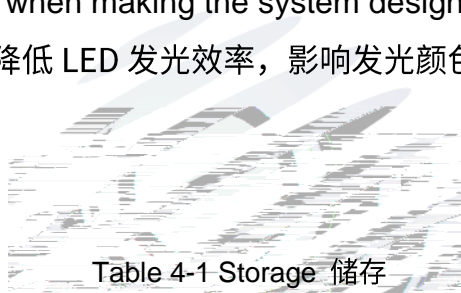 when making the system design
降低 LED 发光效率，影响发光颜色
Table 4-1 Storage 储存